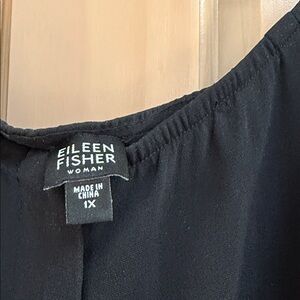 EILEEN
FISHER
WOMAN
MADE IN
CHINA
1X